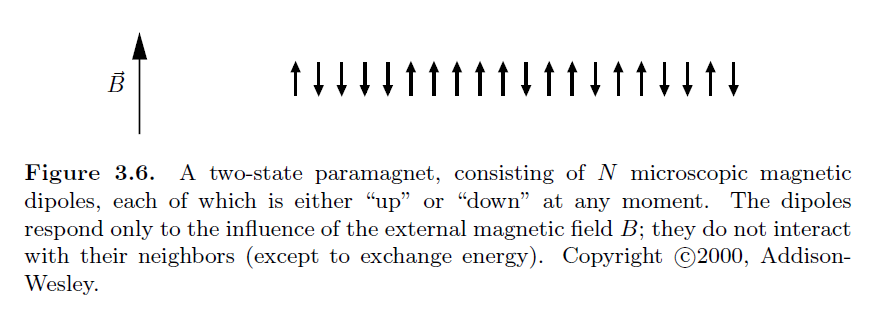 B⃗
Figure 3.6. A two-state paramagnet, consisting of N microscopic magnetic
dipoles, each of which is either “up” or “down” at any moment. The dipoles
respond only to the influence of the external magnetic field B; they do not interact
with their neighbors (except to exchange energy). Copyright ©2000, Addison-
Wesley.